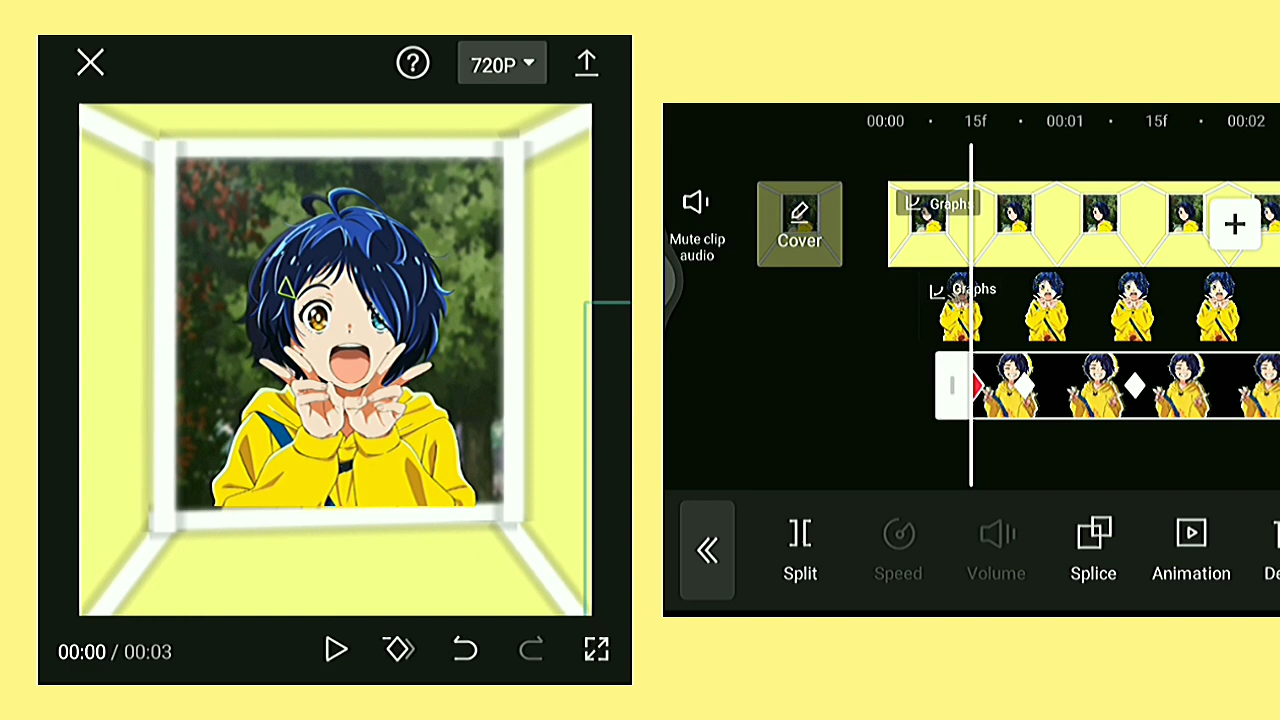 720P
00:00 / 00:03
00:00 · 15f · 00:01 · 15f · 00:02
Mute clip
audio
Cover
Graphs
Graphs
Split
Speed
Volume
Splice
Animation
De